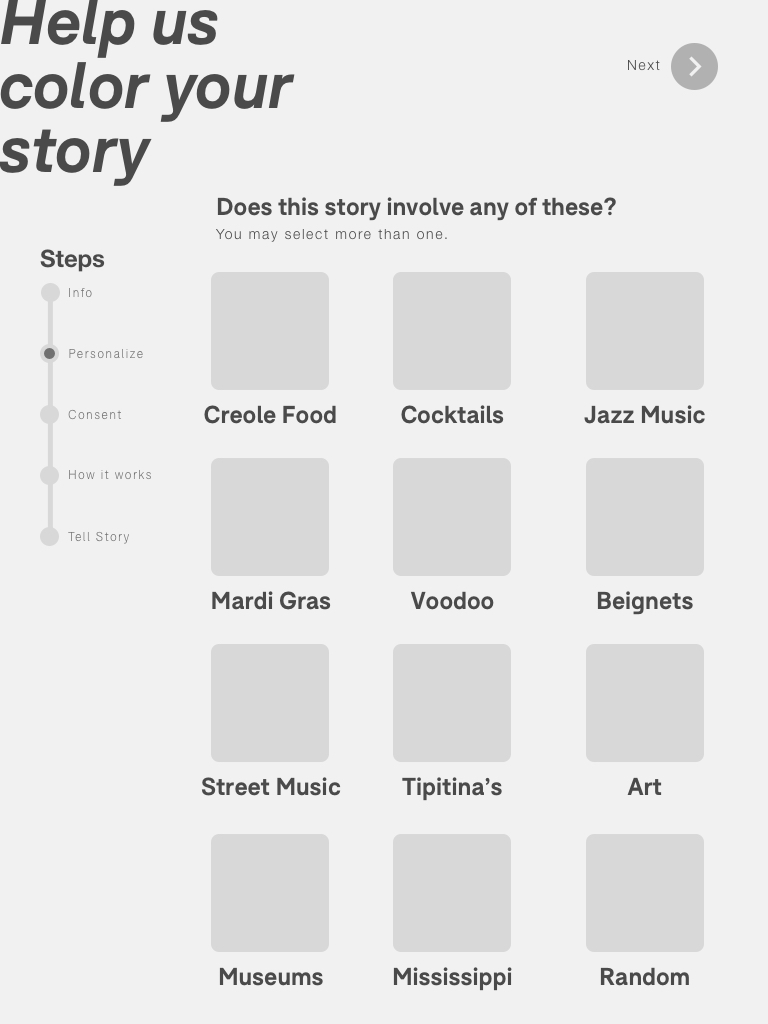 Help us
color your
story
Next
Does this story involve any of these?
You may select more than one.
Steps
Info
Personalize
Consent
How it works
Tell Story
Creole Food
Cocktails
Jazz Music
Mardi Gras
Voodoo
Beignets
Street Music
Tipitina’s
Art
Museums
Mississippi
Random